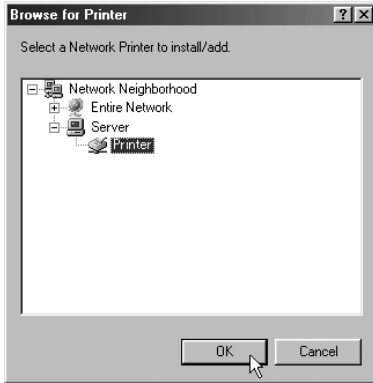 Browse for Printer
Select a Network Printer to install/add.
Network Neighborhood
Entire Network
Server
Printer
OK Cancel